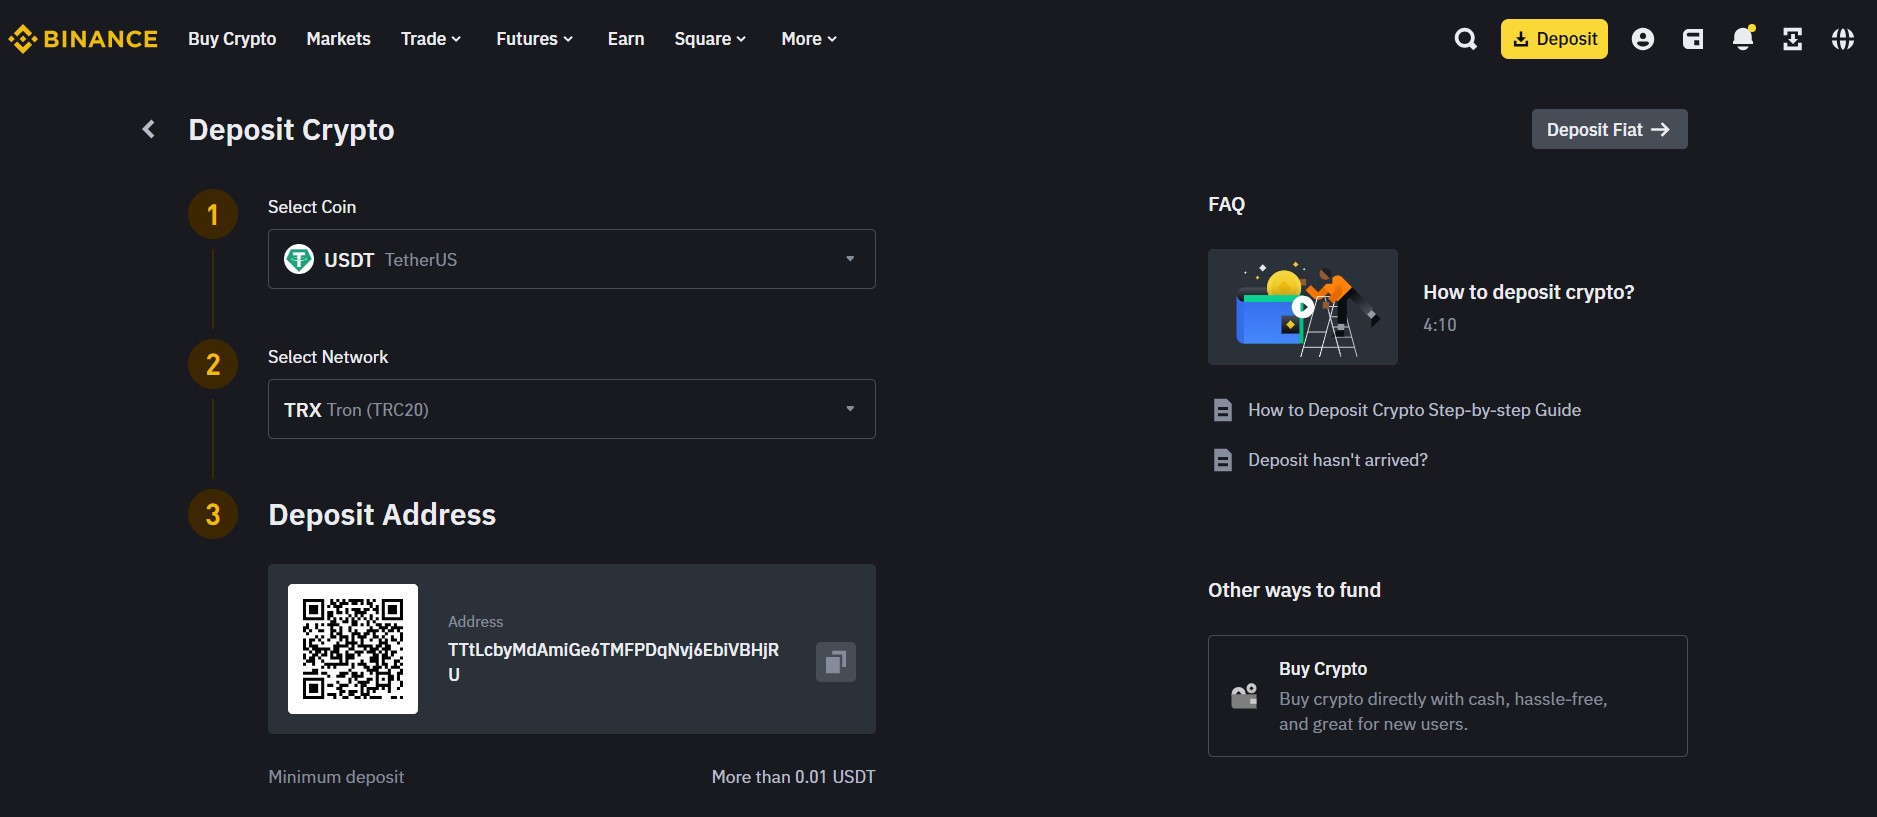 BINANCE Buy Crypto Markets Trade Futures Earn Square More Deposit
Deposit Crypto
Deposit Fiat
1
Select Coin
USDT TetherUS
2
Select Network
TRX Tron (TRC20)
3
Deposit Address
Address
TTtLcbyMdAmiGe6TMFPDqNvj6EbiVBHjR
U
Minimum deposit
More than 0.01 USDT
FAQ
How to deposit crypto?
4:10
How to Deposit Crypto Step-by-step Guide
Deposit hasn't arrived?
Other ways to fund
Buy Crypto
Buy crypto directly with cash, hassle-free,
and great for new users.